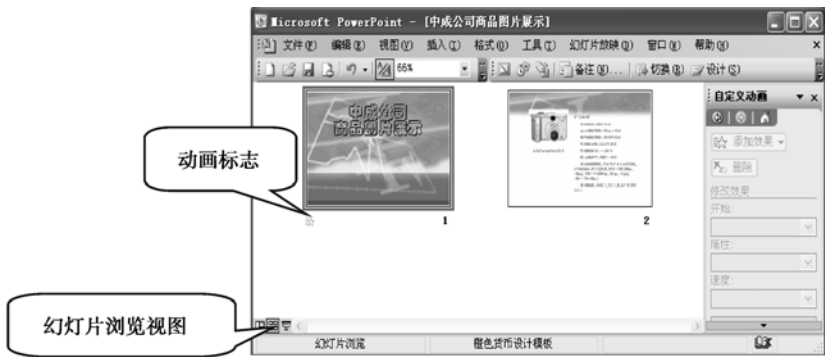 Microsoft PowerPoint - [中成公司商品图片展示]
文件(F) 编辑(E) 视图(V) 插入(I) 格式(O) 工具(T) 幻灯片放映(D) 窗口(W) 帮助(H)
66% 备注(N)... 切换(R) 设计(S)
自定义动画
添加效果
删除
修改效果
开始:
属性:
速度:
中成公司
商品图片展示
1
2
动画标志
幻灯片浏览视图
幻灯片浏览 橙色货币设计模板